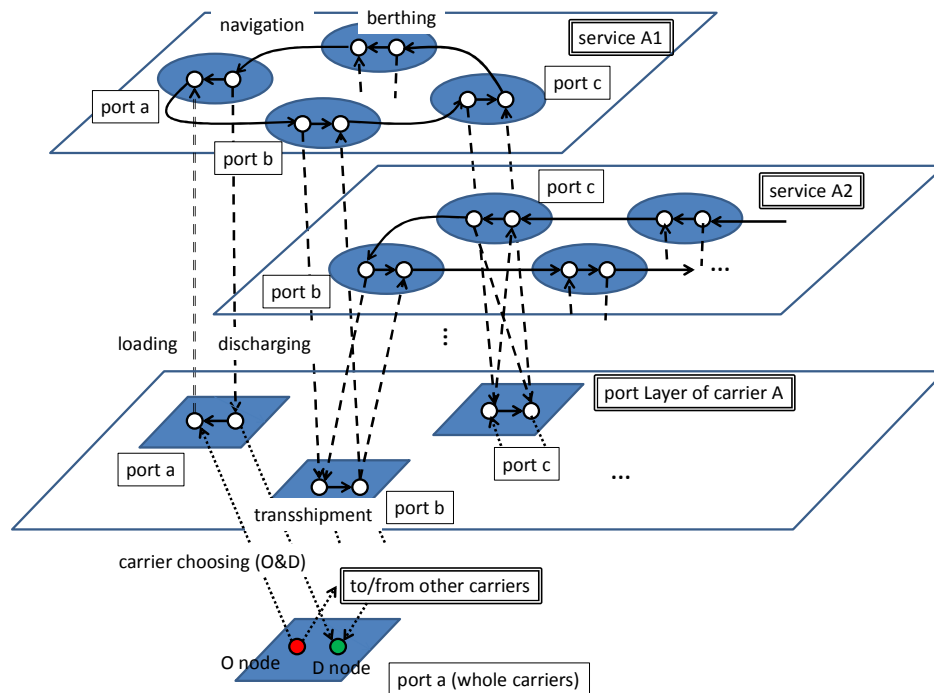 navigation
berthing
service A1
port a
port c
port b
port c
service A2
port b
...
⋮
loading
discharging
port Layer of carrier A
port a
port c
...
port b
transshipment
carrier choosing (O&D)
to/from other carriers
O node
D node
port a (whole carriers)